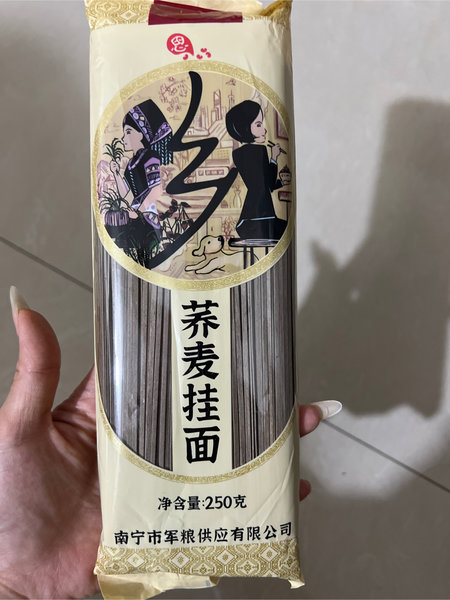 恩
乡
荞麦挂面
净含量:250克
南宁市军粮供应有限公司